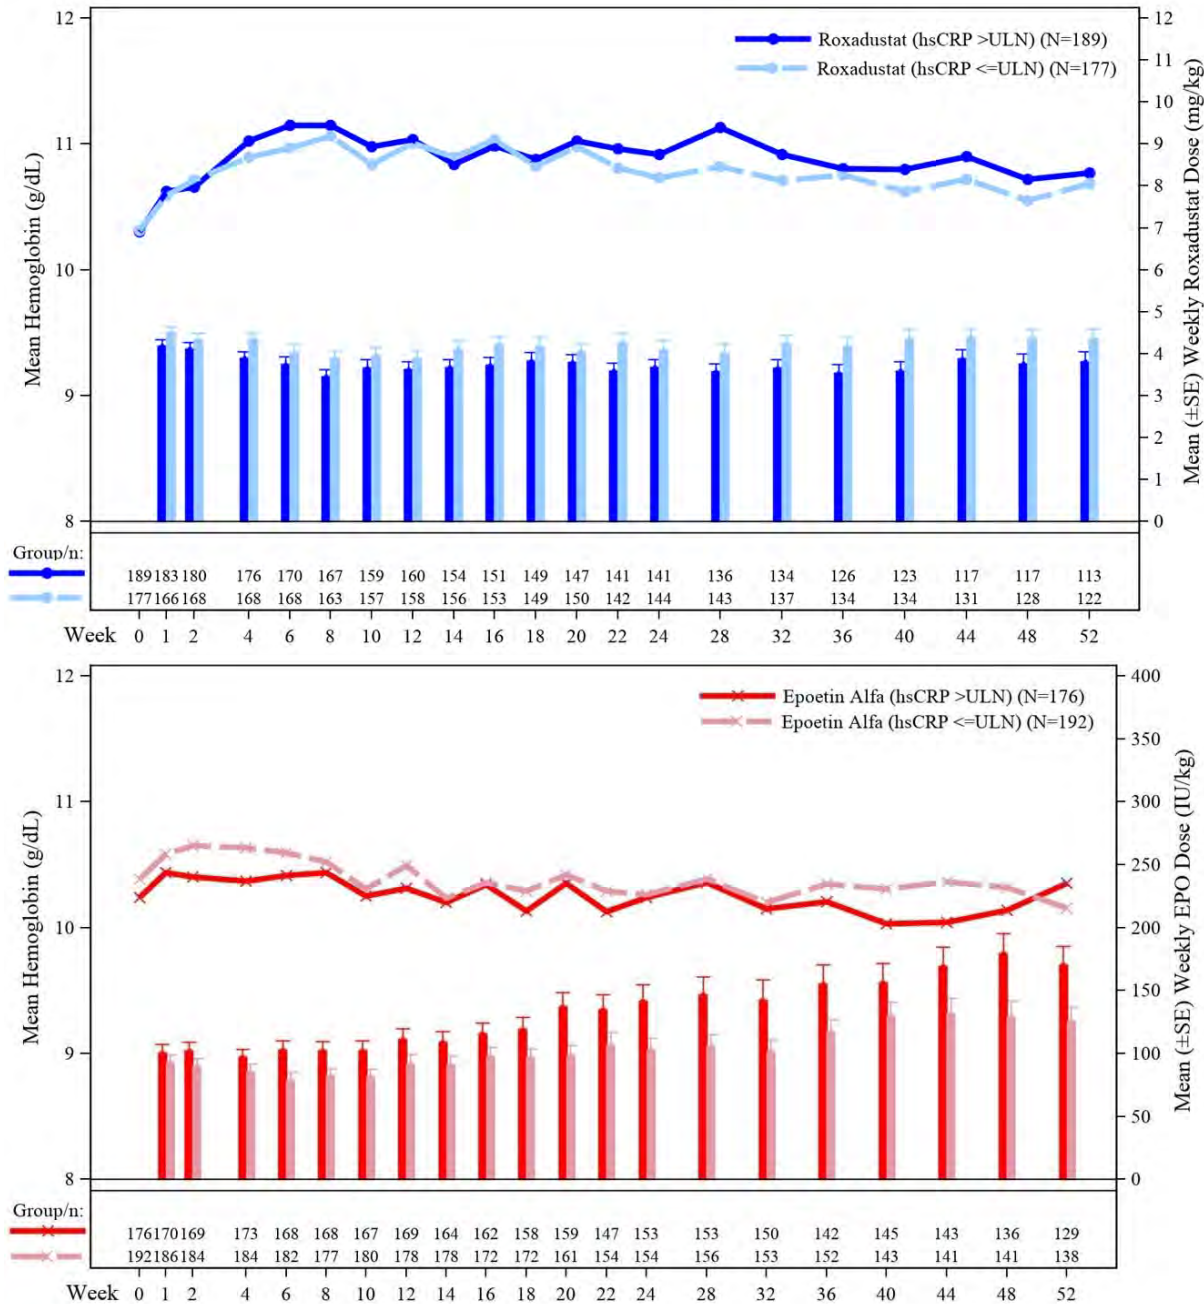 12
11
10
9
8
Mean Hemoglobin (g/dL)
Roxadustat (hsCRP >ULN) (N=189)
Roxadustat (hsCRP <=ULN) (N=177)
12
11
10
9
8
7
6
5
4
3
2
1
0
Mean (±SE) Weekly Roxadustat Dose (mg/kg)
Group/n:
189 183 180 176 170 167 159 160 154 151 149 147 141 141 136 134 126 123 117 117 113
177 166 168 168 168 163 157 158 156 153 149 150 142 144 143 137 134 134 131 128 122
Week 0 1 2 4 6 8 10 12 14 16 18 20 22 24 28 32 36 40 44 48 52
12
11
10
9
8
Mean Hemoglobin (g/dL)
Epoetin Alfa (hsCRP >ULN) (N=176)
Epoetin Alfa (hsCRP <=ULN) (N=192)
400
350
300
250
200
150
100
50
0
Mean (±SE) Weekly EPO Dose (IU/kg)
Group/n:
176 170 169 173 168 168 167 169 164 162 158 159 147 153 153 150 142 145 143 136 129
192 186 184 184 182 177 180 178 178 172 172 161 154 154 156 153 152 143 141 141 138
Week 0 1 2 4 6 8 10 12 14 16 18 20 22 24 28 32 36 40 44 48 52